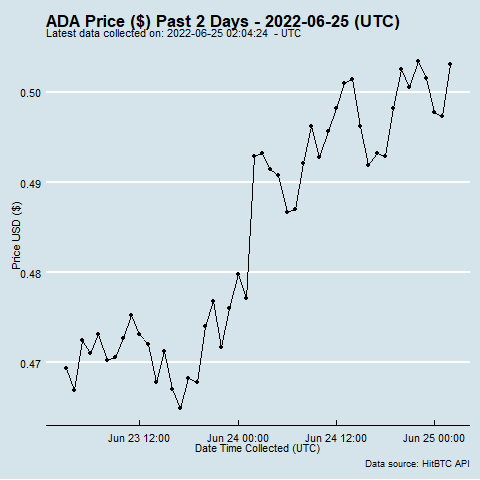 ADA Price ($) Past 2 Days - 2022-06-25 (UTC)
Latest data collected on: 2022-06-25 02:04:24  - UTC
0.50
0.49
0.48
0.47
Price USD ($)
Jun 23 12:00
Jun 24 00:00
Jun 24 12:00
Jun 25 00:00
Date Time Collected (UTC)
Data source: HitBTC API